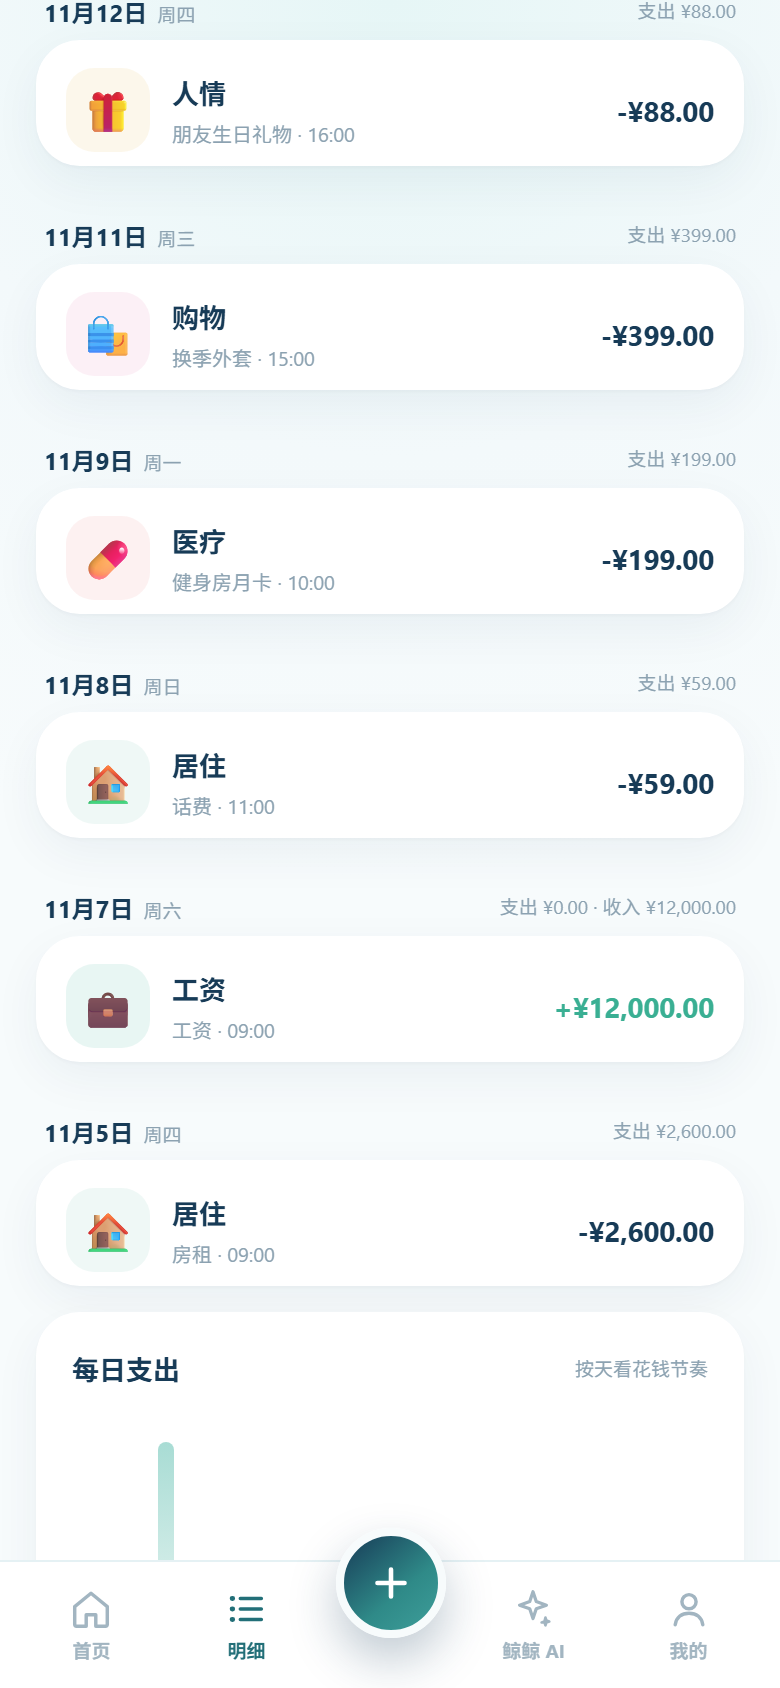 11月12日 周四 支出 ¥88.00
人情
-¥88.00
朋友生日礼物 · 16:00
11月11日 周三 支出 ¥399.00
购物
-¥399.00
换季外套 · 15:00
11月9日 周一 支出 ¥199.00
医疗
-¥199.00
健身房月卡 · 10:00
11月8日 周日 支出 ¥59.00
居住
-¥59.00
话费 · 11:00
11月7日 周六 支出 ¥0.00 · 收入 ¥12,000.00
工资
+¥12,000.00
工资 · 09:00
11月5日 周四 支出 ¥2,600.00
居住
-¥2,600.00
房租 · 09:00
每日支出 按天看花钱节奏
首页 明细 鲸鲸 AI 我的